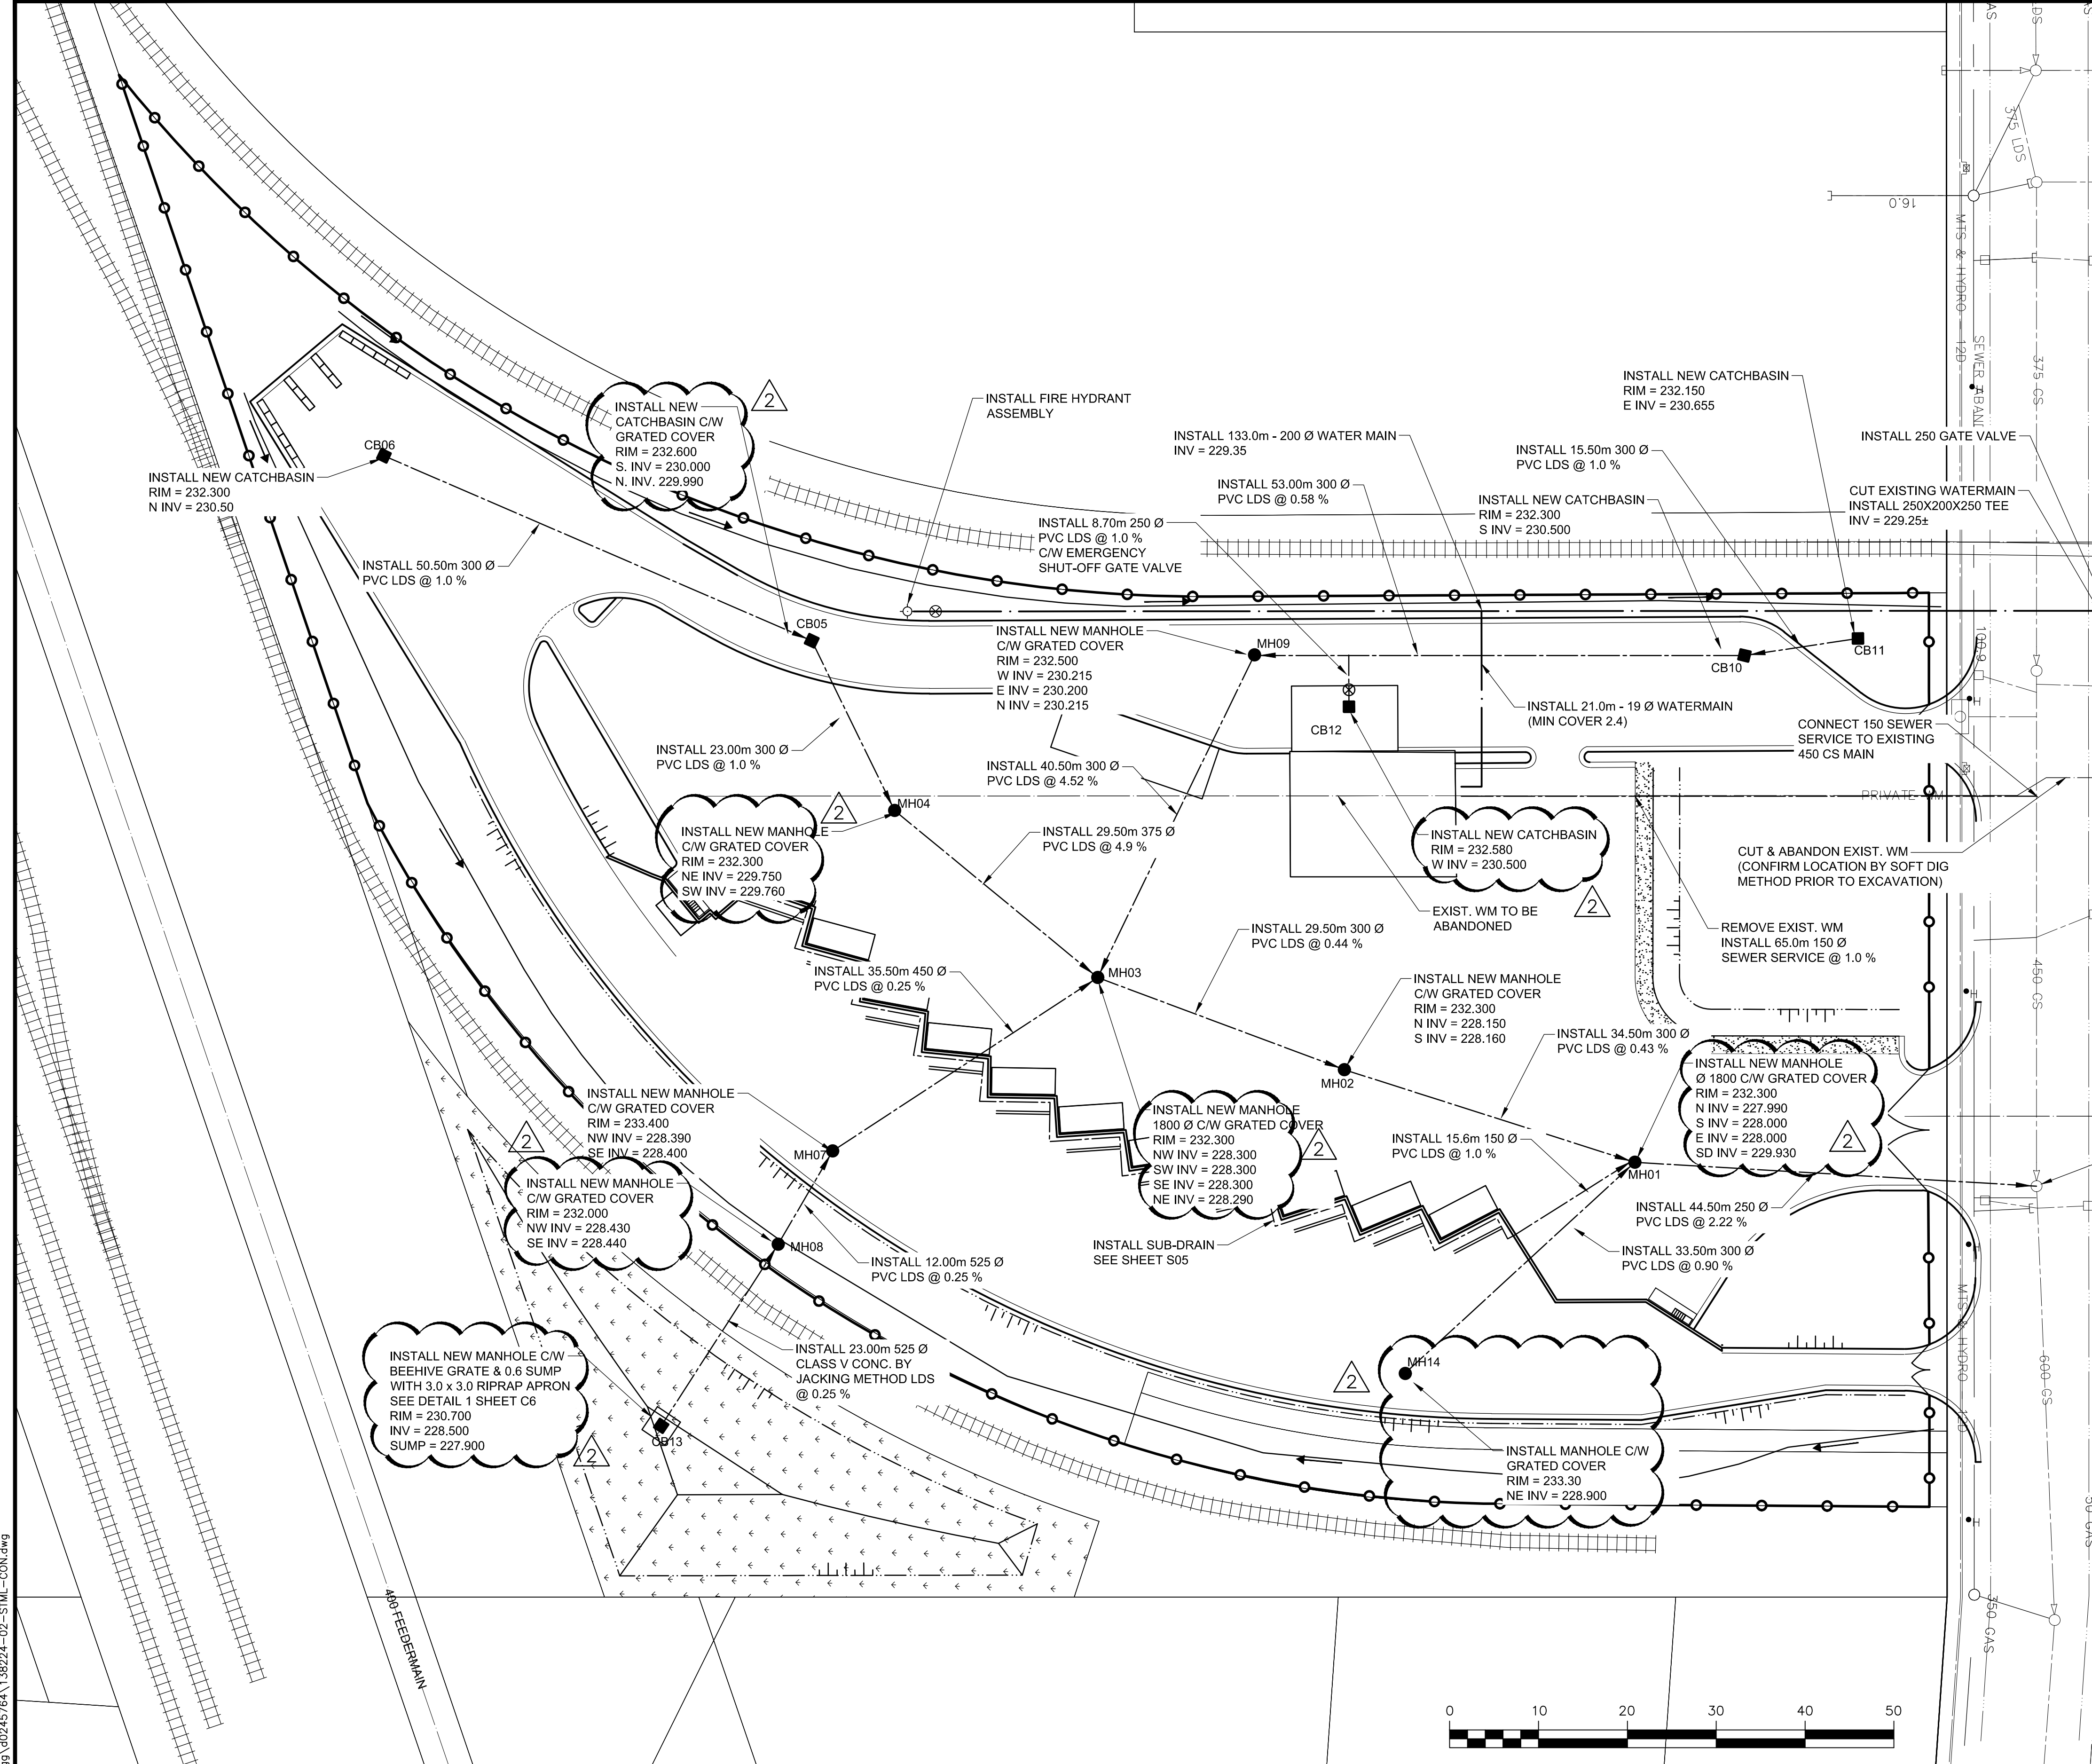 INSTALL NEW
CATCHBASIN C/W
GRATED COVER
RIM = 232.600
S. INV = 230.000
N. INV. 229.990
2
INSTALL FIRE HYDRANT
ASSEMBLY
INSTALL 133.0m - 200 Ø WATER MAIN
INV = 229.35
INSTALL 53.00m 300 Ø
PVC LDS @ 0.58 %
INSTALL 8.70m 250 Ø
PVC LDS @ 1.0 %
C/W EMERGENCY
SHUT-OFF GATE VALVE
INSTALL NEW CATCHBASIN
RIM = 232.150
E INV = 230.655
INSTALL 15.50m 300 Ø
PVC LDS @ 1.0 %
INSTALL NEW CATCHBASIN
RIM = 232.300
S INV = 230.500
INSTALL 250 GATE VALVE
CUT EXISTING WATERMAIN
INSTALL 250X200X250 TEE
INV = 229.25±
CB06
INSTALL NEW CATCHBASIN
RIM = 232.300
N INV = 230.50
INSTALL 50.50m 300 Ø
PVC LDS @ 1.0 %
CB05
INSTALL NEW MANHOLE
C/W GRATED COVER
RIM = 232.500
W INV = 230.215
E INV = 230.200
N INV = 230.215
MH09
CB10
CB11
CB12
INSTALL 21.0m - 19 Ø WATERMAIN
(MIN COVER 2.4)
CONNECT 150 SEWER
SERVICE TO EXISTING
450 CS MAIN
INSTALL 23.00m 300 Ø
PVC LDS @ 1.0 %
INSTALL 40.50m 300 Ø
PVC LDS @ 4.52 %
MH04
2
INSTALL NEW MANHOLE
C/W GRATED COVER
RIM = 232.300
NE INV = 229.750
SW INV = 229.760
INSTALL 29.50m 375 Ø
PVC LDS @ 4.9 %
INSTALL NEW CATCHBASIN
RIM = 232.580
W INV = 230.500
2
EXIST. WM TO BE
ABANDONED
PRIVATE WM
CUT & ABANDON EXIST. WM
(CONFIRM LOCATION BY SOFT DIG
METHOD PRIOR TO EXCAVATION)
REMOVE EXIST. WM
INSTALL 65.0m 150 Ø
SEWER SERVICE @ 1.0 %
INSTALL 29.50m 300 Ø
PVC LDS @ 0.44 %
INSTALL 35.50m 450 Ø
PVC LDS @ 0.25 %
MH03
INSTALL NEW MANHOLE
C/W GRATED COVER
RIM = 232.300
N INV = 228.150
S INV = 228.160
MH02
INSTALL 34.50m 300 Ø
PVC LDS @ 0.43 %
INSTALL NEW MANHOLE
Ø 1800 C/W GRATED COVER
RIM = 232.300
N INV = 227.990
S INV = 228.000
E INV = 228.000
SD INV = 229.930
2
INSTALL NEW MANHOLE
C/W GRATED COVER
RIM = 233.400
NW INV = 228.390
SE INV = 228.400
MH07
2
INSTALL NEW MANHOLE
C/W GRATED COVER
RIM = 232.000
NW INV = 228.430
SE INV = 228.440
MH08
INSTALL NEW MANHOLE
1800 Ø C/W GRATED COVER
RIM = 232.300
NW INV = 228.300
SW INV = 228.300
SE INV = 228.300
NE INV = 228.290
2
INSTALL 15.6m 150 Ø
PVC LDS @ 1.0 %
MH01
INSTALL 44.50m 250 Ø
PVC LDS @ 2.22 %
INSTALL SUB-DRAIN
SEE SHEET S05
INSTALL 12.00m 525 Ø
PVC LDS @ 0.25 %
INSTALL 33.50m 300 Ø
PVC LDS @ 0.90 %
INSTALL NEW MANHOLE C/W
BEEHIVE GRATE & 0.6 SUMP
WITH 3.0 x 3.0 RIPRAP APRON
SEE DETAIL 1 SHEET C6
RIM = 230.700
INV = 228.500
SUMP = 227.900
2
CB13
INSTALL 23.00m 525 Ø
CLASS V CONC. BY
JACKING METHOD LDS
@ 0.25 %
MH14
2
INSTALL MANHOLE C/W
GRATED COVER
RIM = 233.30
NE INV = 228.900
400 FEEDERMAIN
375 LDS
16.0
MTS & HYDRO
12D
375 CS
100.9
450 CS
MTS & HYDRO
600 CS
350 GAS
0 10 20 30 40 50